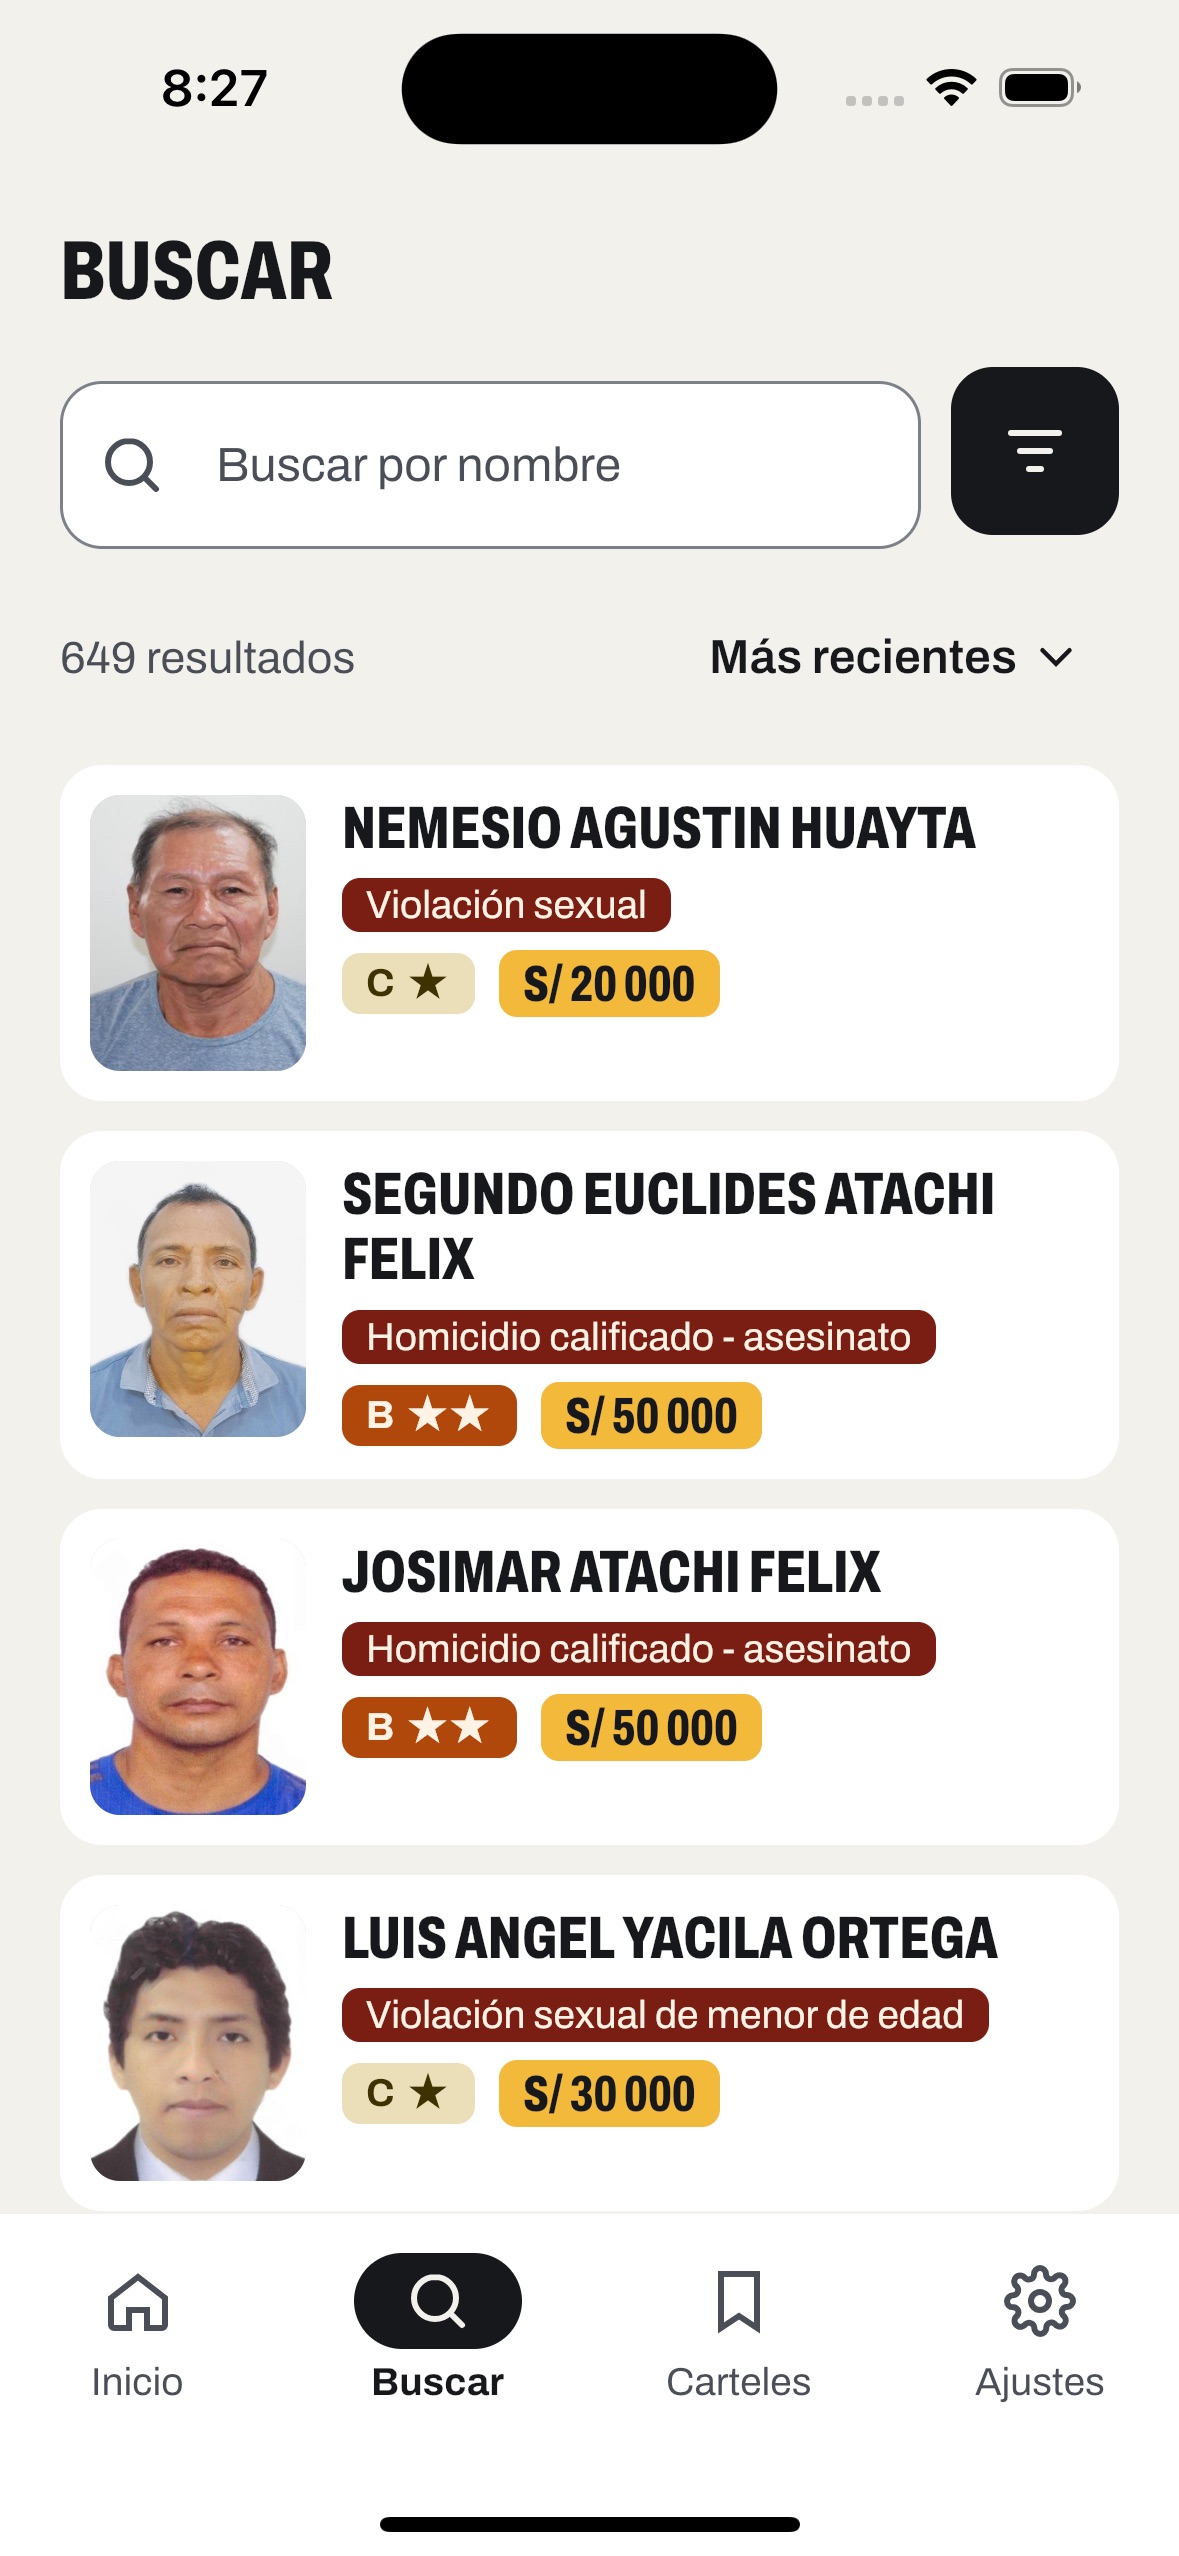 8:27
BUSCAR
Buscar por nombre
649 resultados
Más recientes
NEMESIO AGUSTIN HUAYTA
Violación sexual
C ★
S/ 20 000
SEGUNDO EUCLIDES ATACHI
FELIX
Homicidio calificado - asesinato
B ★★
S/ 50 000
JOSIMAR ATACHI FELIX
Homicidio calificado - asesinato
B ★★
S/ 50 000
LUIS ANGEL YACILA ORTEGA
Violación sexual de menor de edad
C ★
S/ 30 000
Inicio
Buscar
Carteles
Ajustes